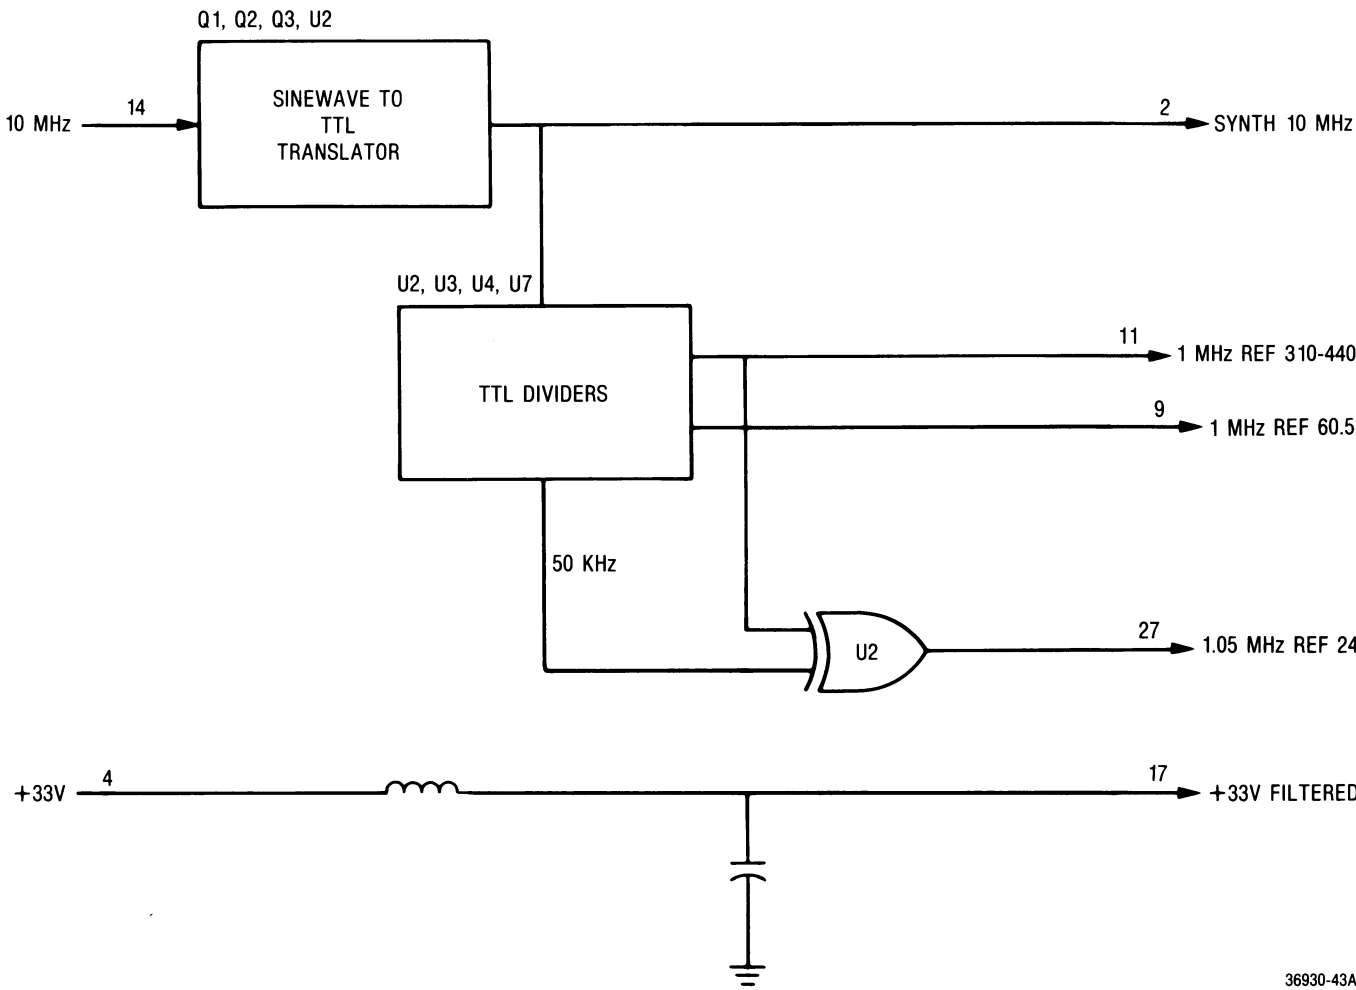 Q1, Q2, Q3, U2
SINEWAVE TO
TTL
TRANSLATOR
10 MHz
14
2
SYNTH 10 MHz
U2, U3, U4, U7
TTL DIVIDERS
11
1 MHz REF 310-440
9
1 MHz REF 60.5
50 KHz
U2
27
1.05 MHz REF 24
+33V
4
17
+33V FILTERED
36930-43A